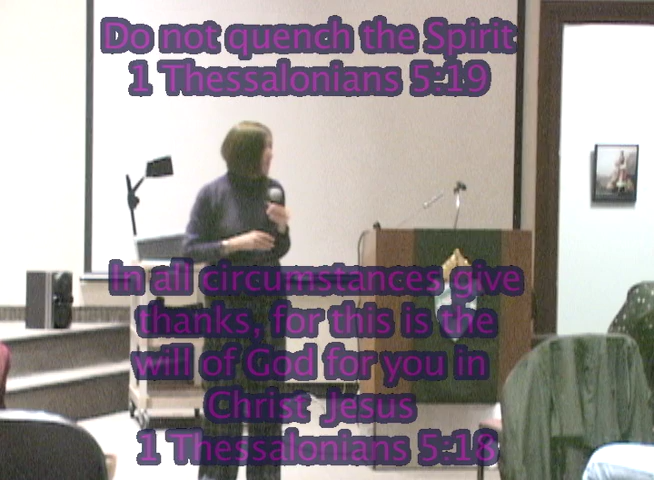 Do not quench the Spirit
1 Thessalonians 5:19
In all circumstances give
thanks, for this is the
will of God for you in
Christ Jesus
1 Thessalonians 5:18